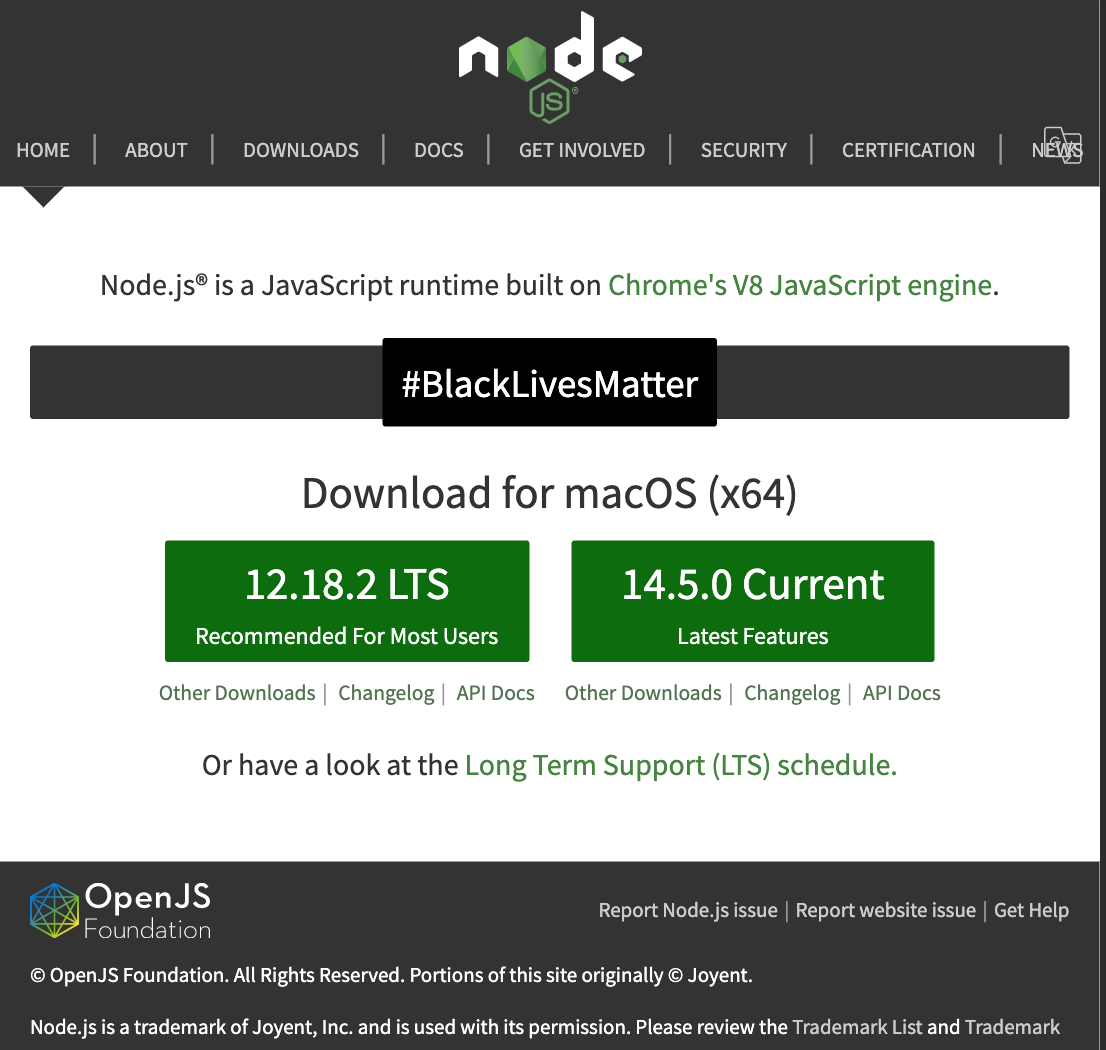 node
JS ®
HOME | ABOUT | DOWNLOADS | DOCS | GET INVOLVED | SECURITY | CERTIFICATION | NEWS
Node.js® is a JavaScript runtime built on Chrome's V8 JavaScript engine.
#BlackLivesMatter
Download for macOS (x64)
12.18.2 LTS
Recommended For Most Users
14.5.0 Current
Latest Features
Other Downloads | Changelog | API Docs
Other Downloads | Changelog | API Docs
Or have a look at the Long Term Support (LTS) schedule.
OpenJS
Foundation
Report Node.js issue | Report website issue | Get Help
© OpenJS Foundation. All Rights Reserved. Portions of this site originally © Joyent.
Node.js is a trademark of Joyent, Inc. and is used with its permission. Please review the Trademark List and Trademark